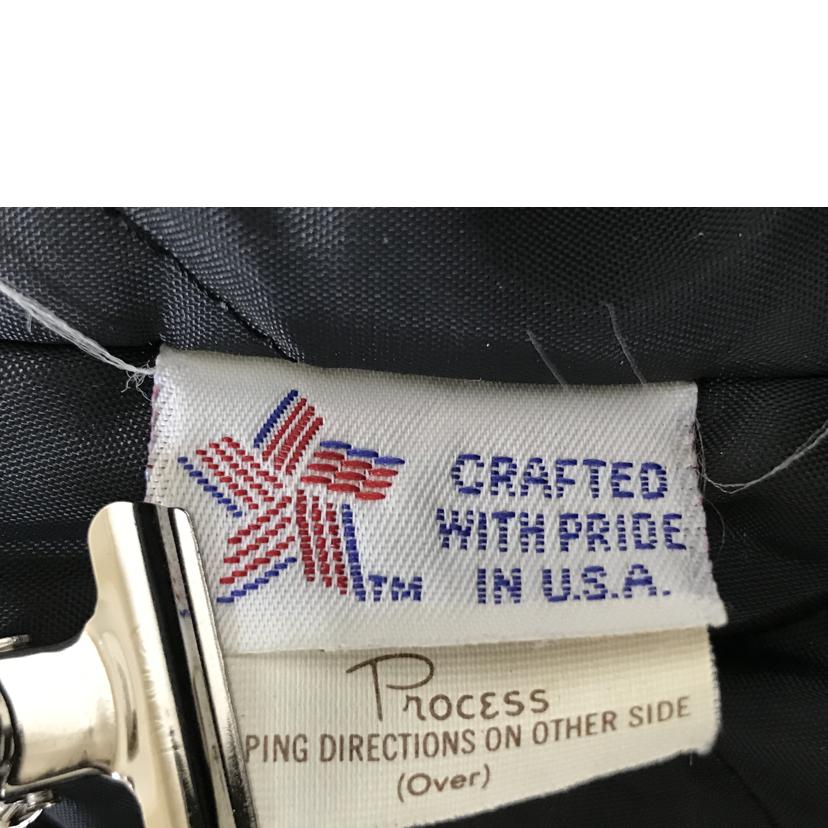 CRAFTED
WITH PRIDE
IN U.S.A.
TM
Process
PING DIRECTIONS ON OTHER SIDE
(Over)